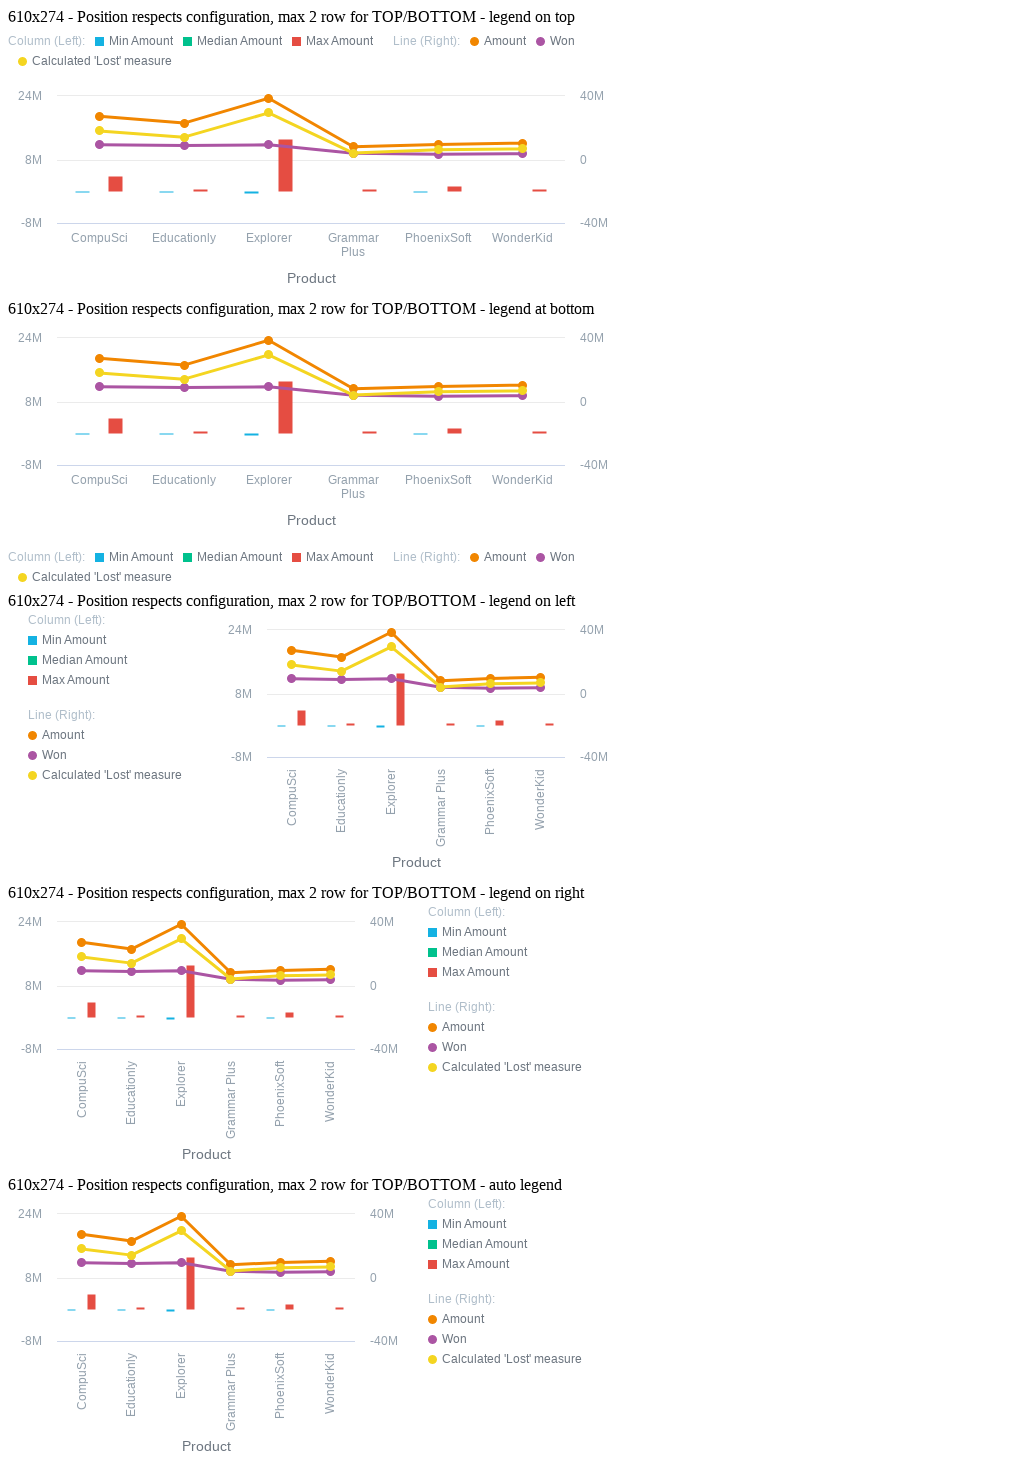 610x274 - Position respects configuration, max 2 row for TOP/BOTTOM - legend on top
Column (Left): Min Amount Median Amount Max Amount Line (Right): Amount Won
Calculated 'Lost' measure
24M 40M
8M 0
-8M -40M
CompuSci Educationly Explorer Grammar PhoenixSoft WonderKid
Plus
Product
610x274 - Position respects configuration, max 2 row for TOP/BOTTOM - legend at bottom
24M 40M
8M 0
-8M -40M
CompuSci Educationly Explorer Grammar PhoenixSoft WonderKid
Plus
Product
Column (Left): Min Amount Median Amount Max Amount Line (Right): Amount Won
Calculated 'Lost' measure
610x274 - Position respects configuration, max 2 row for TOP/BOTTOM - legend on left
Column (Left):
Min Amount
Median Amount
Max Amount
Line (Right):
Amount
Won
Calculated 'Lost' measure
24M 40M
8M 0
-8M -40M
CompuSci Educationly Explorer Grammar Plus PhoenixSoft WonderKid
Product
610x274 - Position respects configuration, max 2 row for TOP/BOTTOM - legend on right
24M 40M
8M 0
-8M -40M
CompuSci Educationly Explorer Grammar Plus PhoenixSoft WonderKid
Product
Column (Left):
Min Amount
Median Amount
Max Amount
Line (Right):
Amount
Won
Calculated 'Lost' measure
610x274 - Position respects configuration, max 2 row for TOP/BOTTOM - auto legend
24M 40M
8M 0
-8M -40M
CompuSci Educationly Explorer Grammar Plus PhoenixSoft WonderKid
Product
Column (Left):
Min Amount
Median Amount
Max Amount
Line (Right):
Amount
Won
Calculated 'Lost' measure